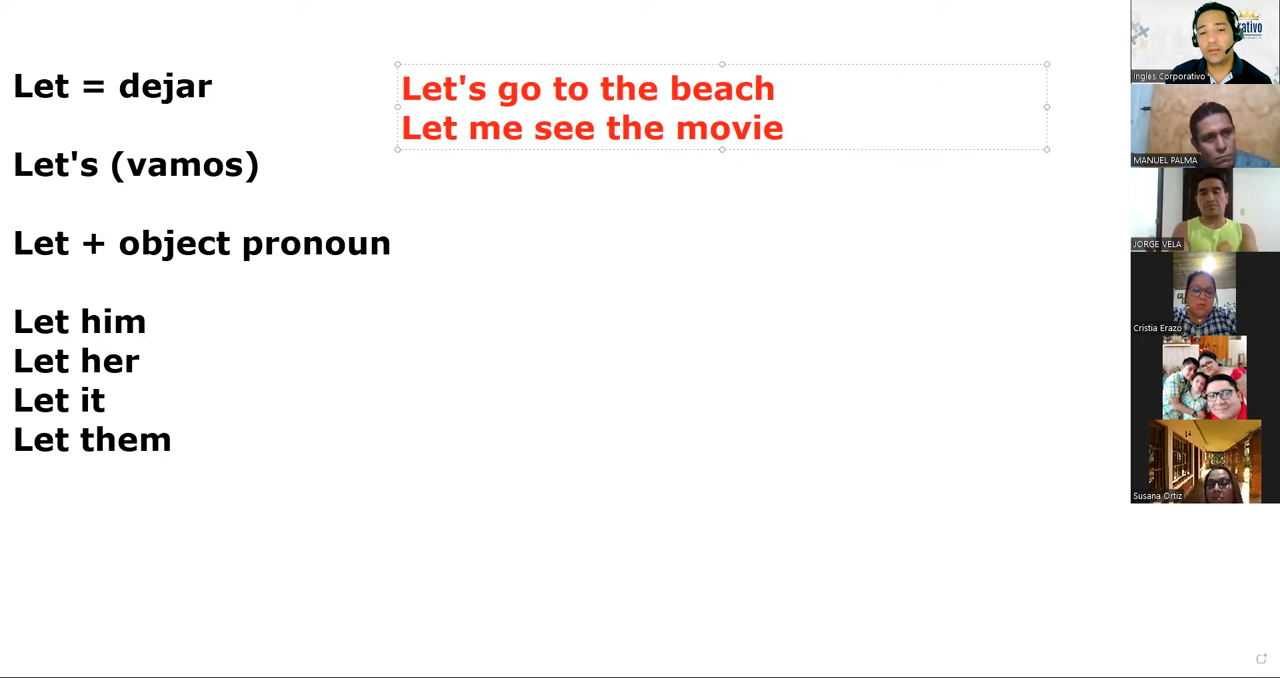 Let = dejar
Let's (vamos)
Let + object pronoun
Let him
Let her
Let it
Let them
Let's go to the beach
Let me see the movie
rativo
Ingles Corporativo
MANUEL PALMA
JORGE VELA
Cristia Erazo
Susana Ortiz